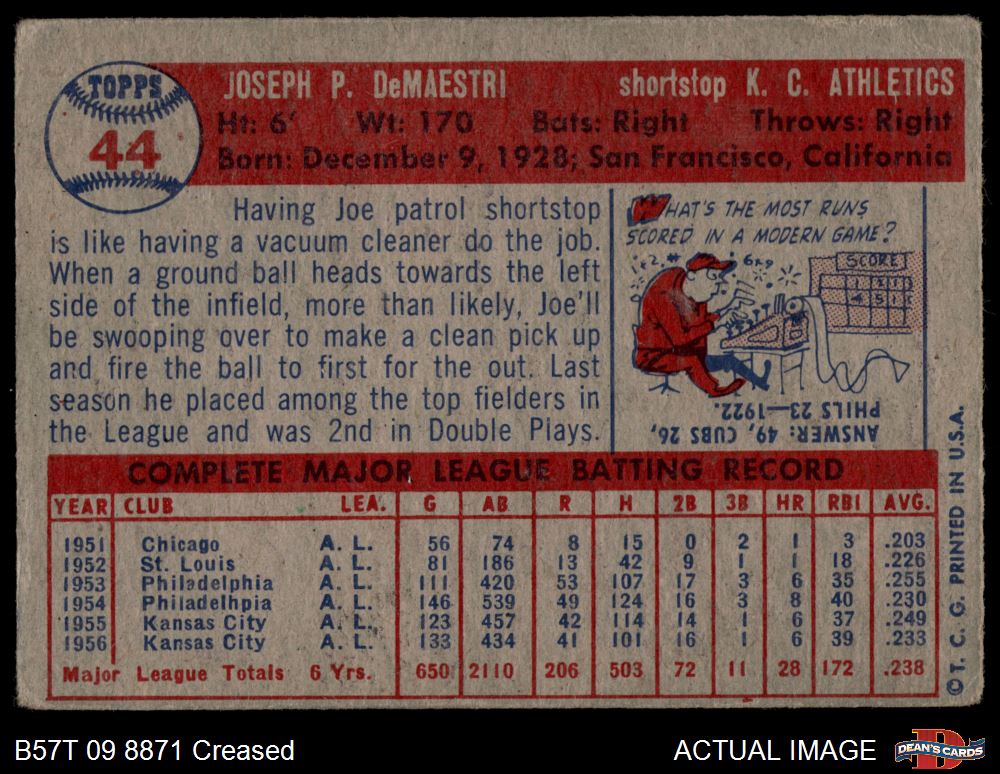 TOPPS
44
JOSEPH P. DeMAESTRI shortstop K. C. ATHLETICS
Ht: 6' Wt: 170 Bats: Right Throws: Right
Born: December 9, 1928; San Francisco, California
Having Joe patrol shortstop
is like having a vacuum cleaner do the job.
When a ground ball heads towards the left
side of the infield, more than likely, Joe'll
be swooping over to make a clean pick up
and fire the ball to first for the out. Last
season he placed among the top fielders in
the League and was 2nd in Double Plays.
WHAT'S THE MOST RUNS
SCORED IN A MODERN GAME?
SCORE
ANSWER: 49, CUBS 26,
PHILS 23—1922.
COMPLETE MAJOR LEAGUE BATTING RECORD
YEAR CLUB LEA. G AB R H 2B 3B HR RBI AVG.
1951 Chicago A. L. 56 74 8 15 0 2 1 3 .203
1952 St. Louis A. L. 81 186 13 42 9 1 1 18 .226
1953 Philadelphia A. L. 111 420 53 107 17 3 6 35 .255
1954 Philadelhpia A. L. 146 539 49 124 16 3 8 40 .230
1955 Kansas City A. L. 123 457 42 114 14 1 6 37 .249
1956 Kansas City A. L. 133 434 41 101 16 1 6 39 .233
Major League Totals 6 Yrs. 650 2110 206 503 72 11 28 172 .238
© T. C. G. PRINTED IN U.S.A.
B57T 09 8871 Creased
ACTUAL IMAGE
D
DEAN'S CARDS